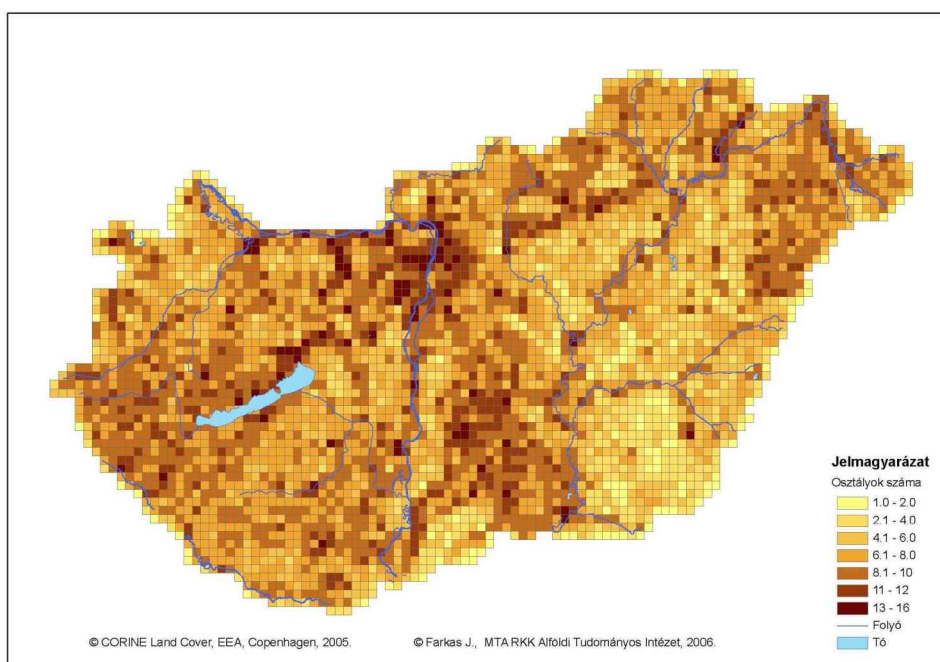 Jelmagyarázat
Osztályok száma
1.0 - 2.0
2.1 - 4.0
4.1 - 6.0
6.1 - 8.0
8.1 - 10
11 - 12
13 - 16
Folyó
Tó
© CORINE Land Cover, EEA, Copenhagen, 2005. © Farkas J., MTA RKK Alföldi Tudományos Intézet, 2006.